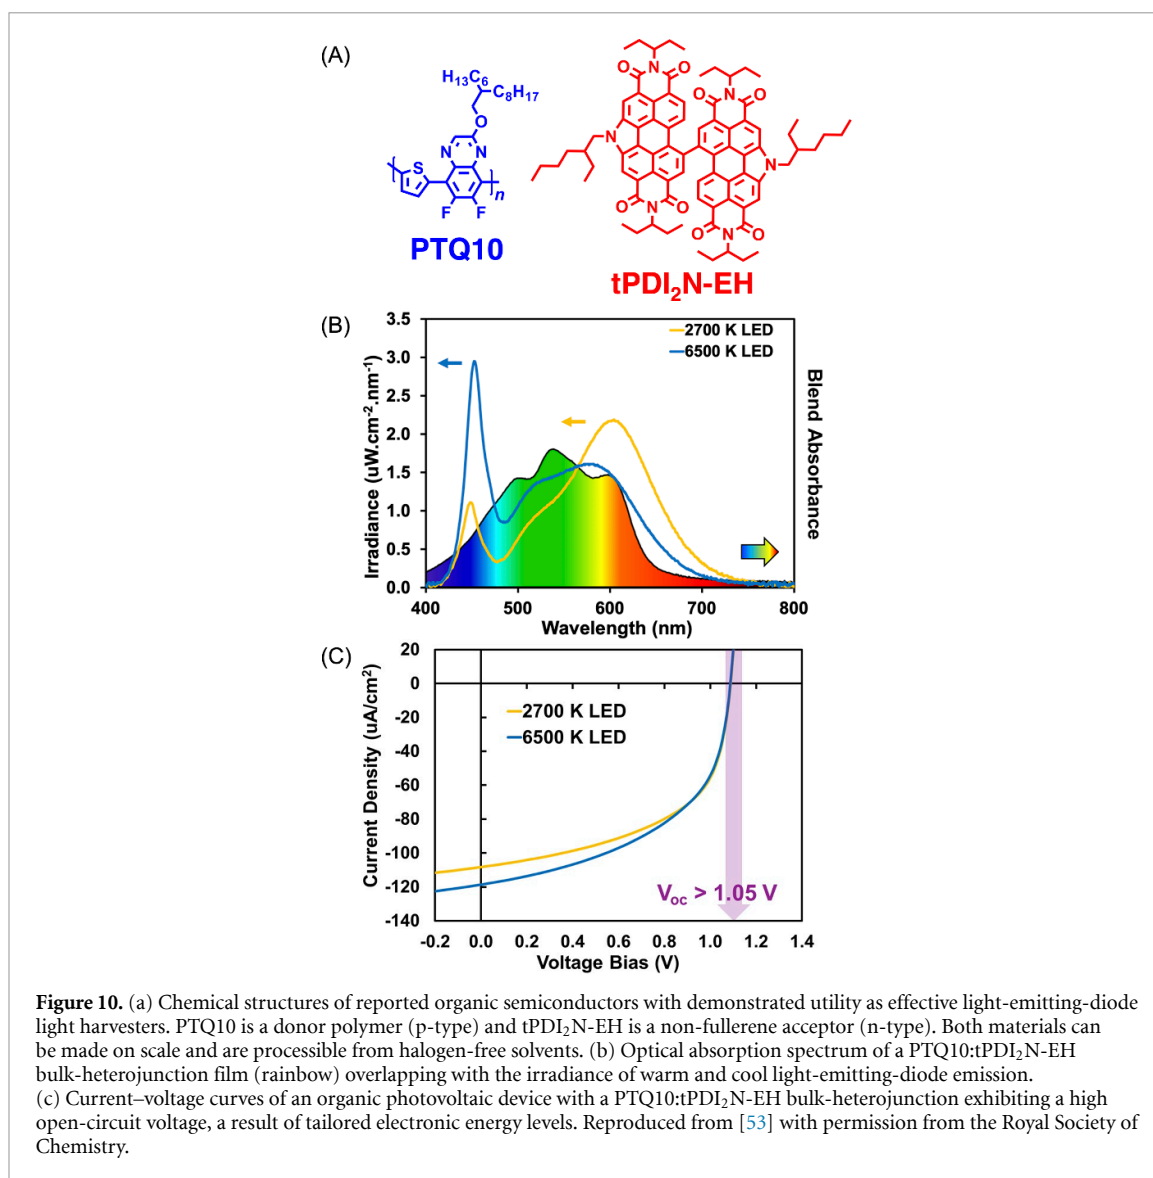 (A)
H13C6
C8H17
O
N
N
S
n
F
F
PTQ10
O
N
O
O
N
O
N
N
O
N
O
O
N
O
tPDI2N-EH
(B)
3.5
3.0
2.5
2.0
1.5
1.0
0.5
0.0
Irradiance (uW.cm-2.nm-1)
2700 K LED
6500 K LED
Blend Absorbance
400
500
600
700
800
Wavelength (nm)
(C)
20
0
-20
-40
-60
-80
-100
-120
-140
Current Density (uA/cm2)
2700 K LED
6500 K LED
Voc > 1.05 V
-0.2
0.0
0.2
0.4
0.6
0.8
1.0
1.2
1.4
Voltage Bias (V)
Figure 10. (a) Chemical structures of reported organic semiconductors with demonstrated utility as effective light-emitting-diode
light harvesters. PTQ10 is a donor polymer (p-type) and tPDI2N-EH is a non-fullerene acceptor (n-type). Both materials can
be made on scale and are processible from halogen-free solvents. (b) Optical absorption spectrum of a PTQ10:tPDI2N-EH
bulk-heterojunction film (rainbow) overlapping with the irradiance of warm and cool light-emitting-diode emission.
(c) Current–voltage curves of an organic photovoltaic device with a PTQ10:tPDI2N-EH bulk-heterojunction exhibiting a high
open-circuit voltage, a result of tailored electronic energy levels. Reproduced from [53] with permission from the Royal Society of
Chemistry.